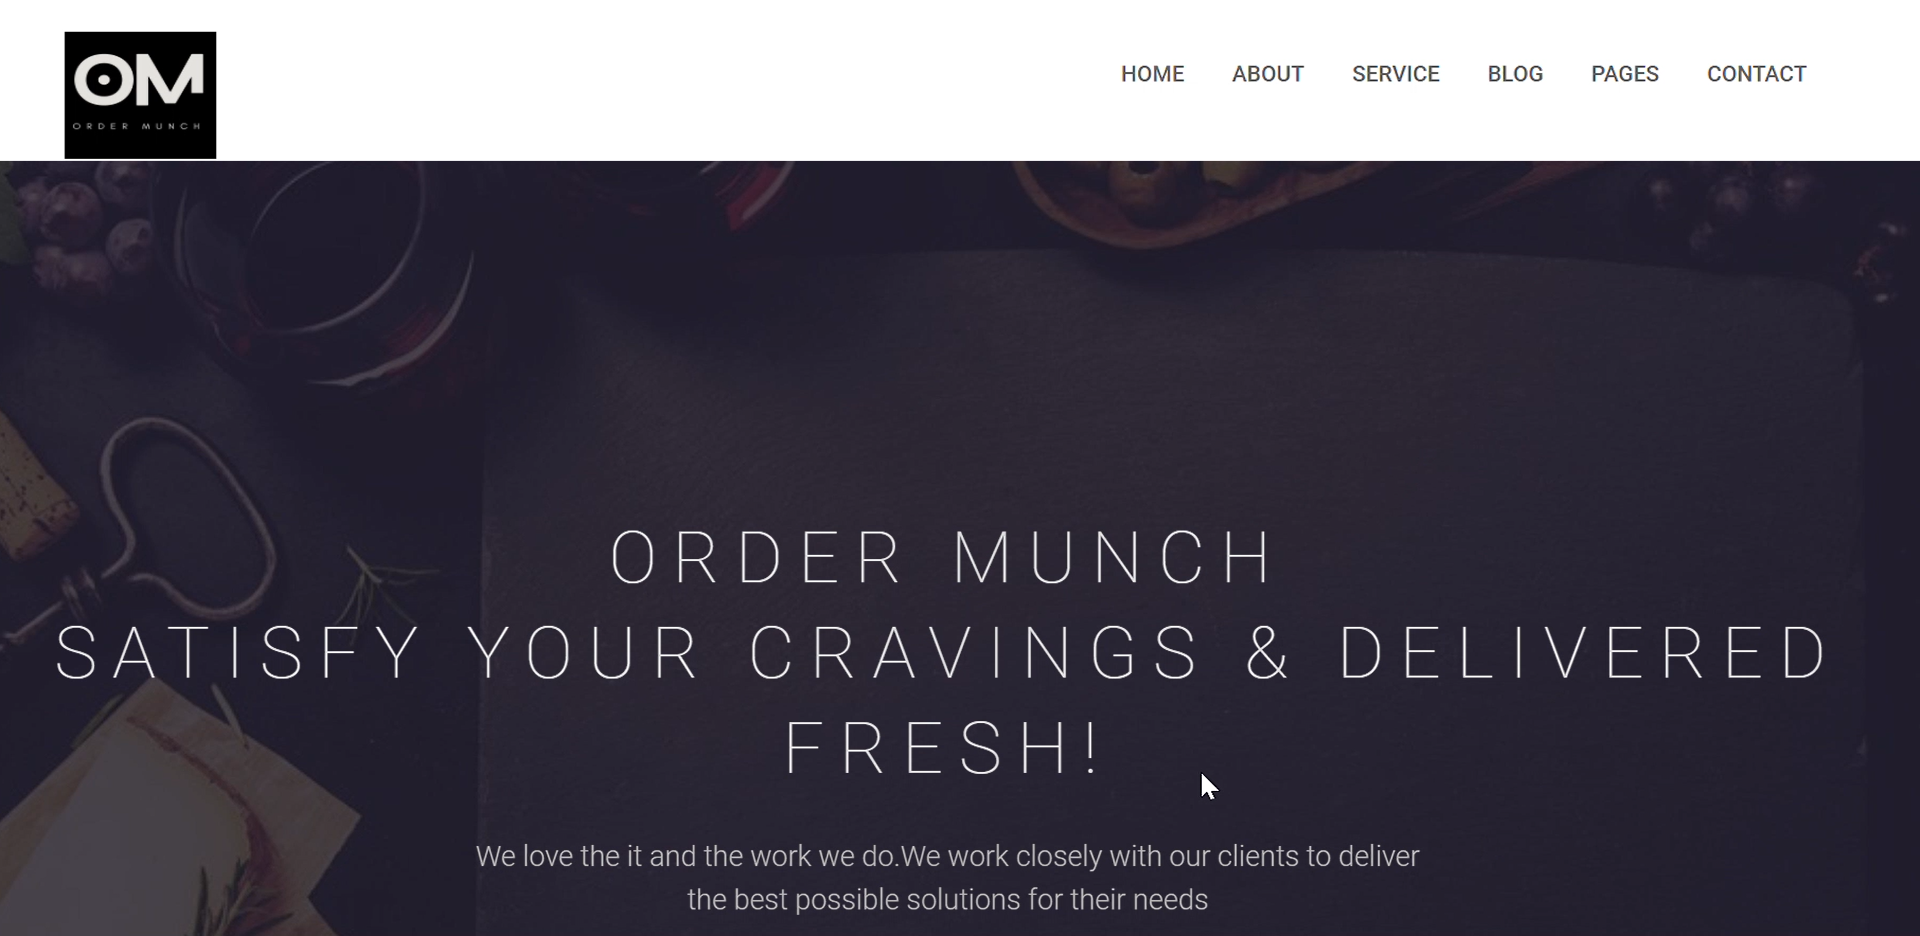 OM
ORDER MUNCH
HOME ABOUT SERVICE BLOG PAGES CONTACT
ORDER MUNCH
SATISFY YOUR CRAVINGS & DELIVERED
FRESH!
We love the it and the work we do.We work closely with our clients to deliver
the best possible solutions for their needs